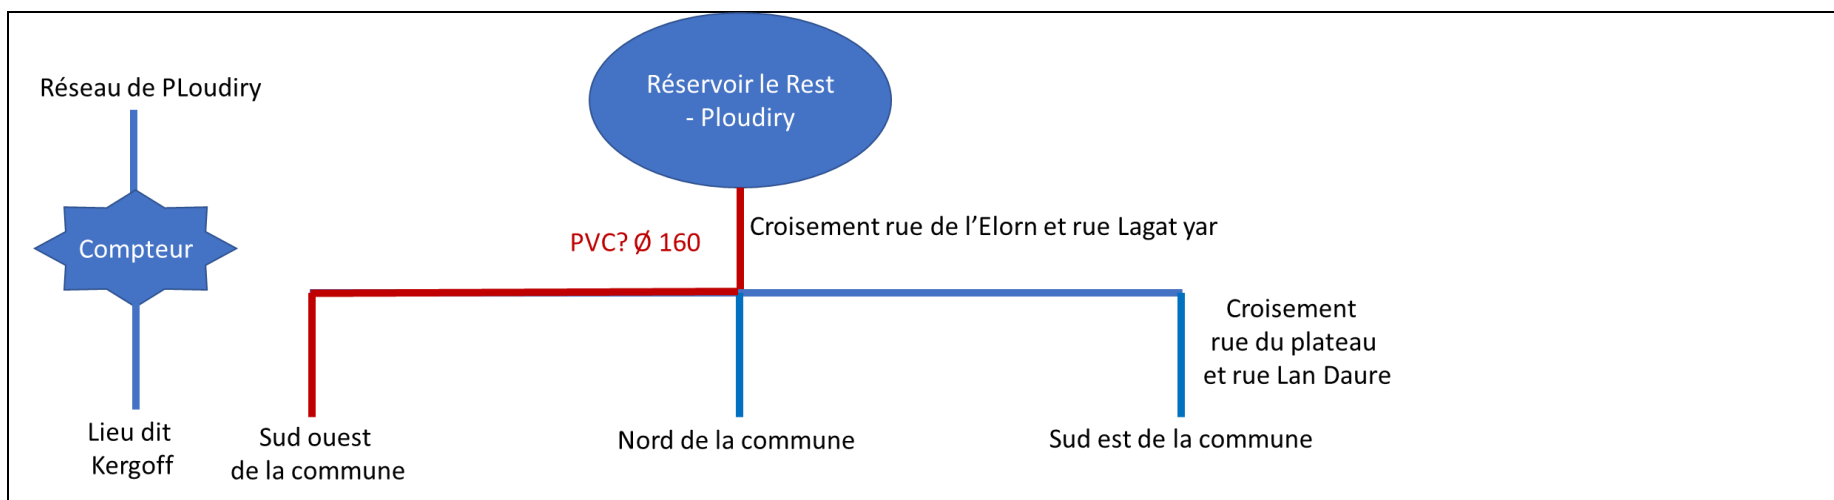 Réseau de PLoudiry
Compteur
Lieu dit
Kergoff
Réservoir le Rest
- Ploudiry
PVC? Ø 160
Croisement rue de l’Elorn et rue Lagat yar
Croisement
rue du plateau
et rue Lan Daure
Sud ouest
de la commune
Nord de la commune
Sud est de la commune